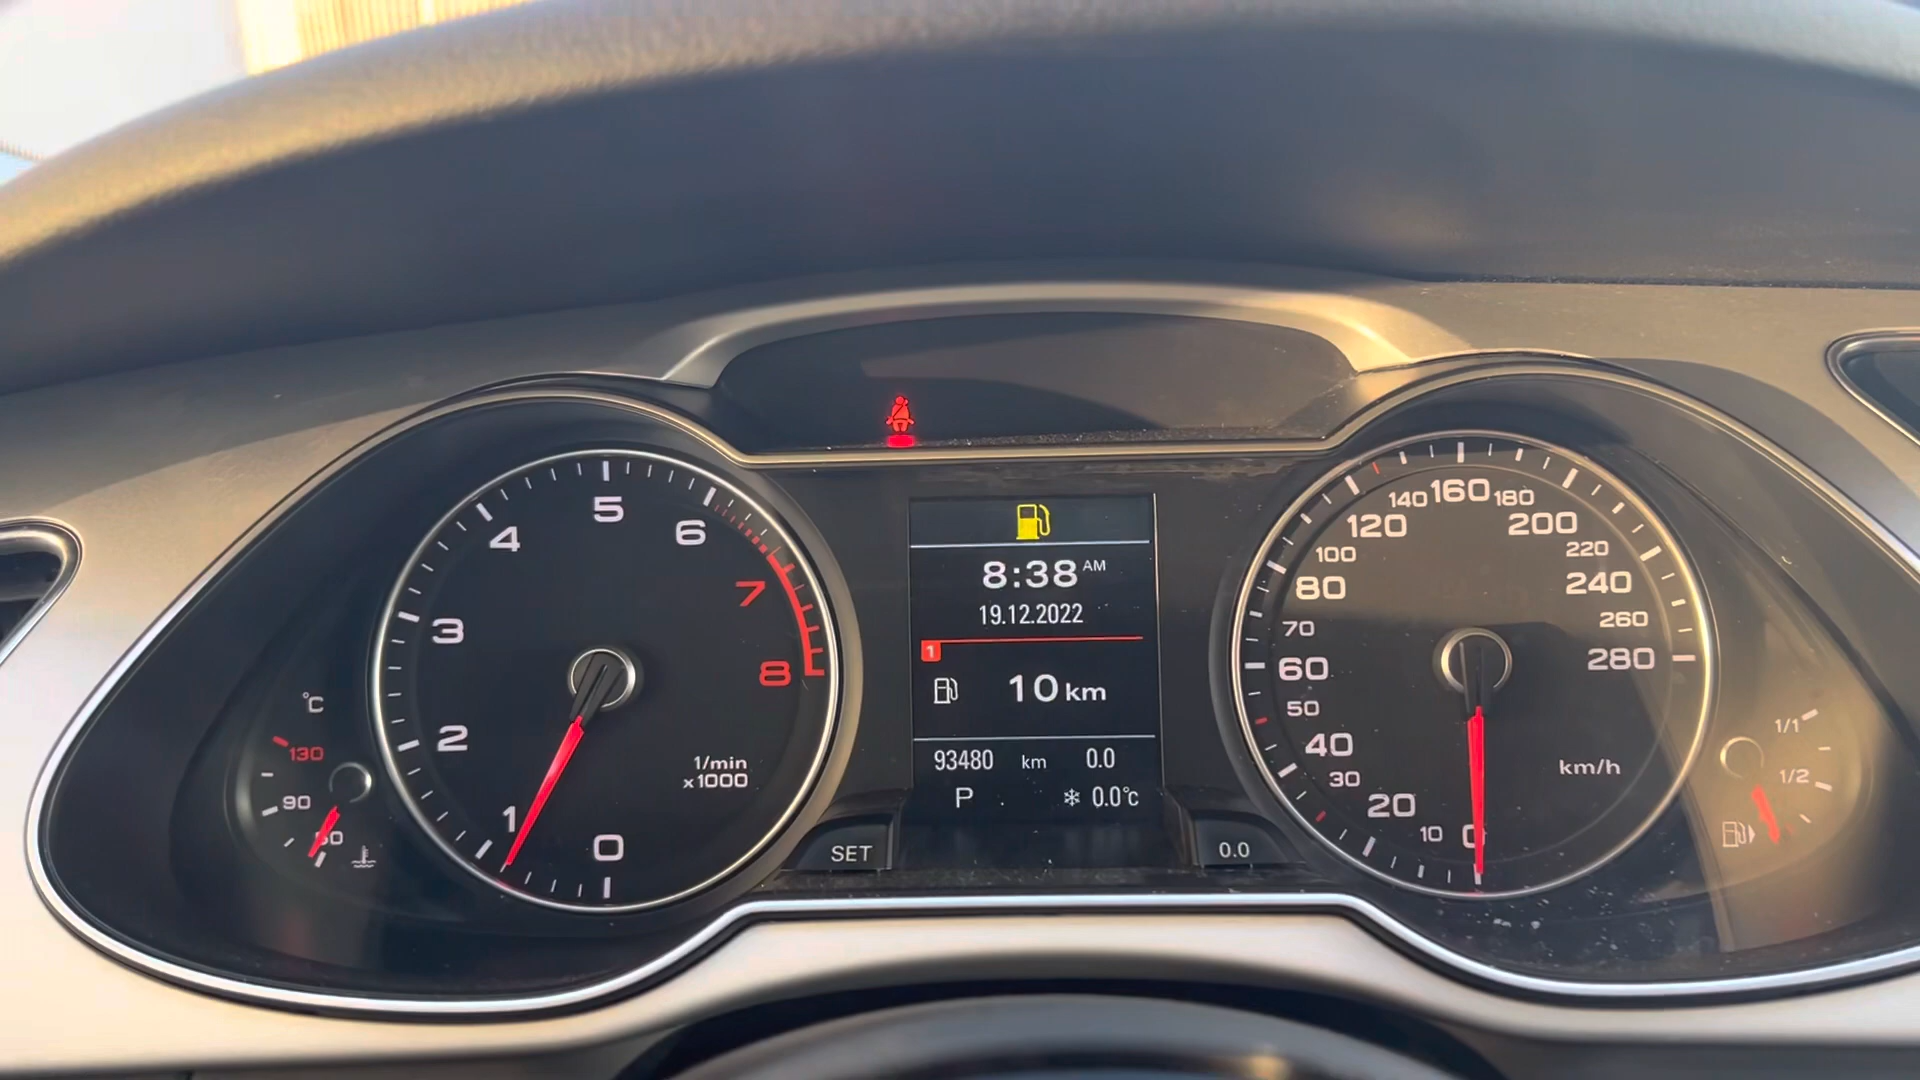 5
4
6
3
7
2
8
1
0
1/min
x1000
°C
130
90
60
SET
8:38 AM
19.12.2022
1
10 km
93480 km 0.0
P 0.0°C
0.0
140 160 180
120 200
100 220
80 240
70 260
60 280
50
40
30
20
10 0
km/h
1/1
1/2